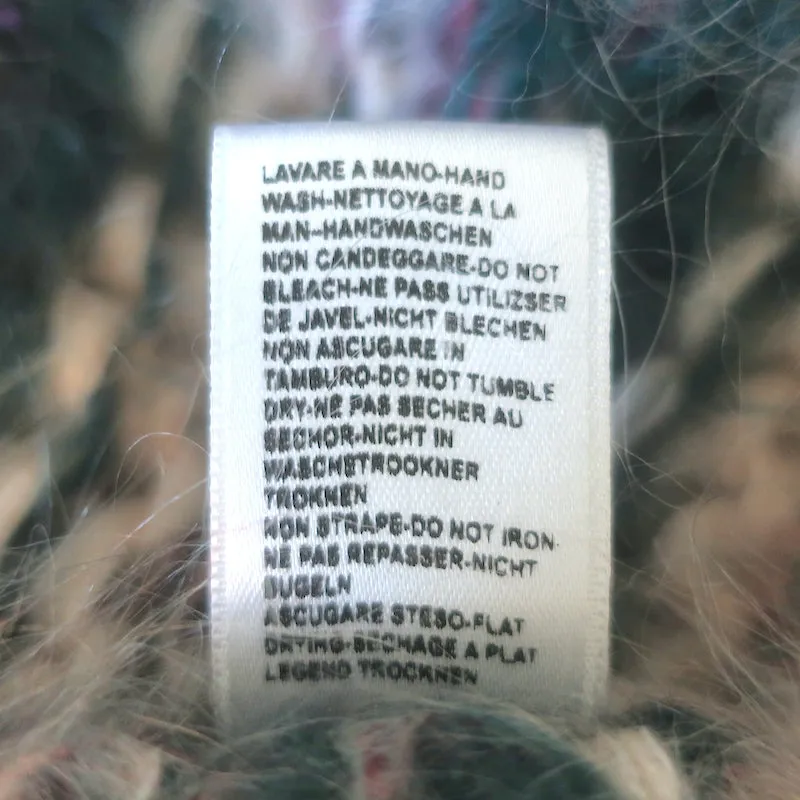 LAVARE A MANO-HAND
WASH-NETTOYAGE A LA
MAN-HANDWASCHEN
NON CANDEGGARE-DO NOT
BLEACH-NE PASS UTILIZSER
DE JAVEL-NICHT BLECHEN
NON ASCUGARE IN
TAMBURO-DO NOT TUMBLE
DRY-NE PAS SECHER AU
SECHOR-NICHT IN
WASCHETROOKNER
TROKNEN
NON STRAPE-DO NOT IRON-
NE PAS REPASSER-NICHT
BUGELN
ASCUGARE STESO-FLAT
DRYING-SECHAGE A PLAT
LEGEND TROCKNEN